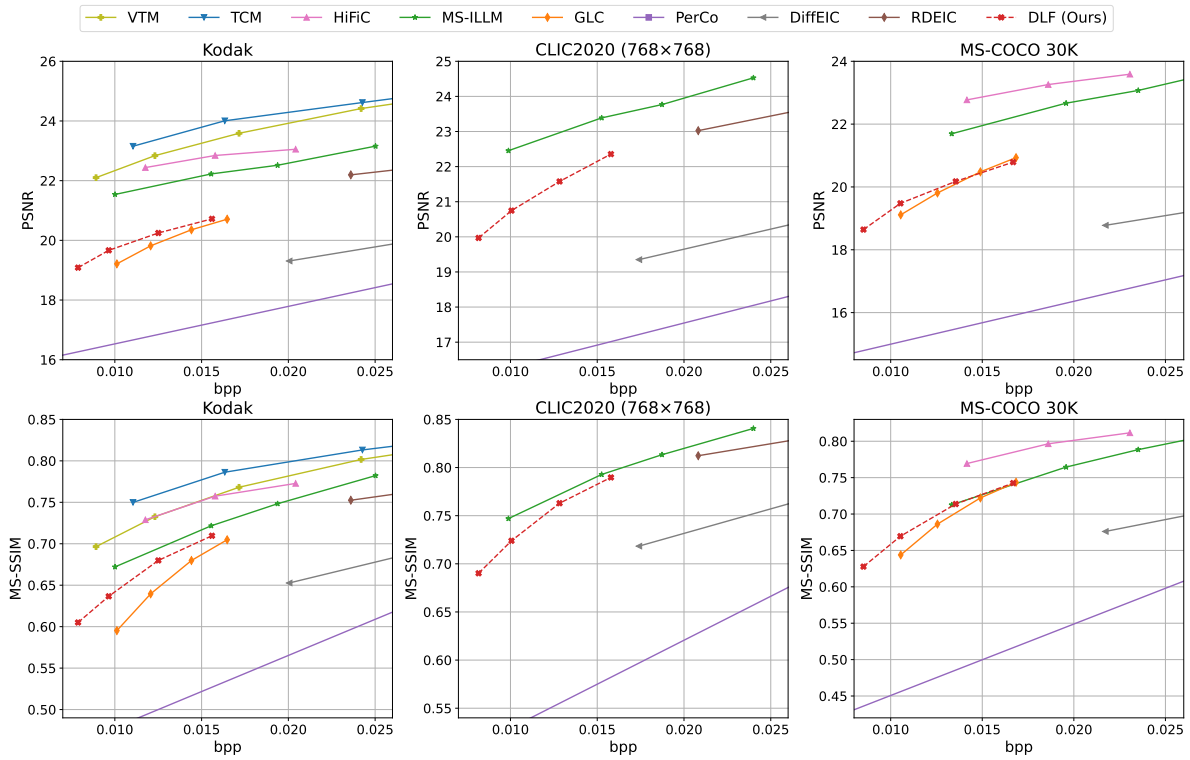 VTM TCM HiFiC MS-ILLM GLC PerCo DiffEIC RDEIC DLF (Ours)
Kodak
26
24
22
20
18
16
PSNR
0.010 0.015 0.020 0.025
bpp
CLIC2020 (768×768)
25
24
23
22
21
20
19
18
17
PSNR
0.010 0.015 0.020 0.025
bpp
MS-COCO 30K
24
22
20
18
16
PSNR
0.010 0.015 0.020 0.025
bpp
Kodak
0.85
0.80
0.75
0.70
0.65
0.60
0.55
0.50
MS-SSIM
0.010 0.015 0.020 0.025
bpp
CLIC2020 (768×768)
0.85
0.80
0.75
0.70
0.65
0.60
0.55
MS-SSIM
0.010 0.015 0.020 0.025
bpp
MS-COCO 30K
0.80
0.75
0.70
0.65
0.60
0.55
0.50
0.45
MS-SSIM
0.010 0.015 0.020 0.025
bpp